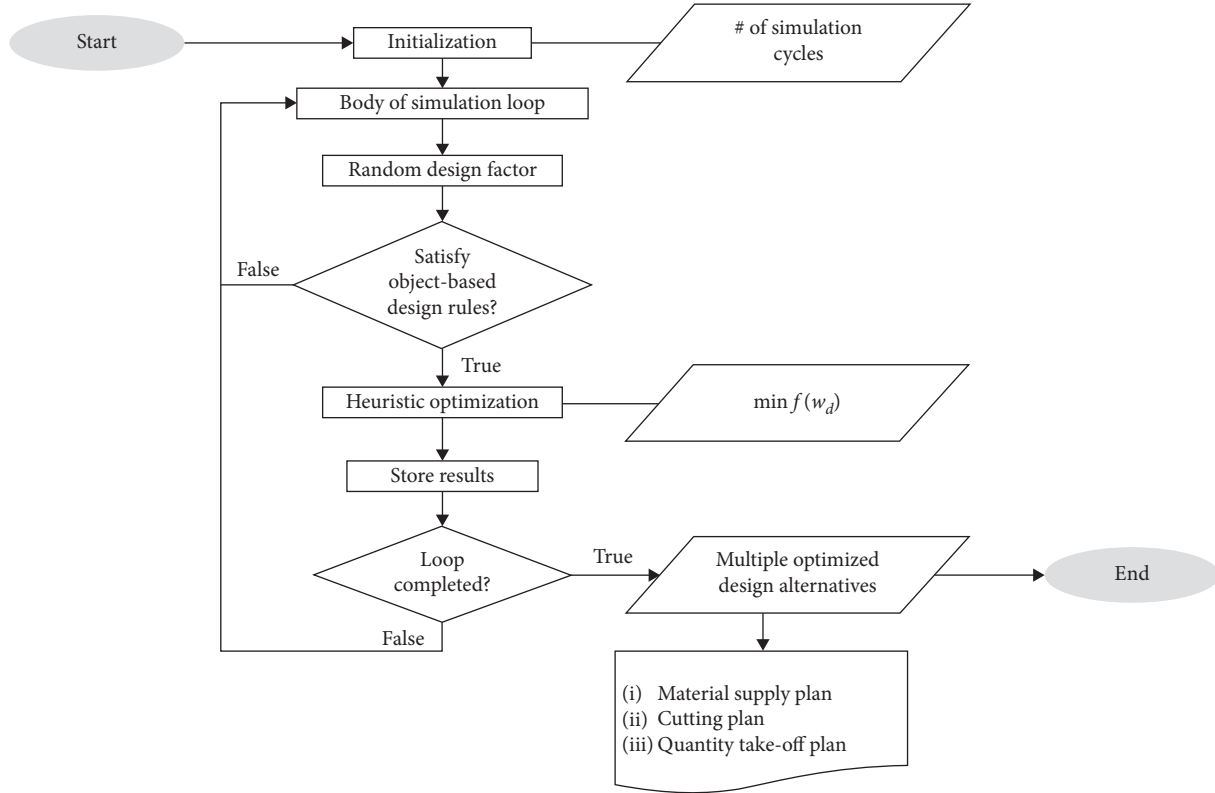 Start
Initialization
# of simulation
cycles
Body of simulation loop
Random design factor
Satisfy
object-based
design rules?
False
True
Heuristic optimization
min f (w_d)
Store results
Loop
completed?
True
False
Multiple optimized
design alternatives
End
(i) Material supply plan
(ii) Cutting plan
(iii) Quantity take-off plan